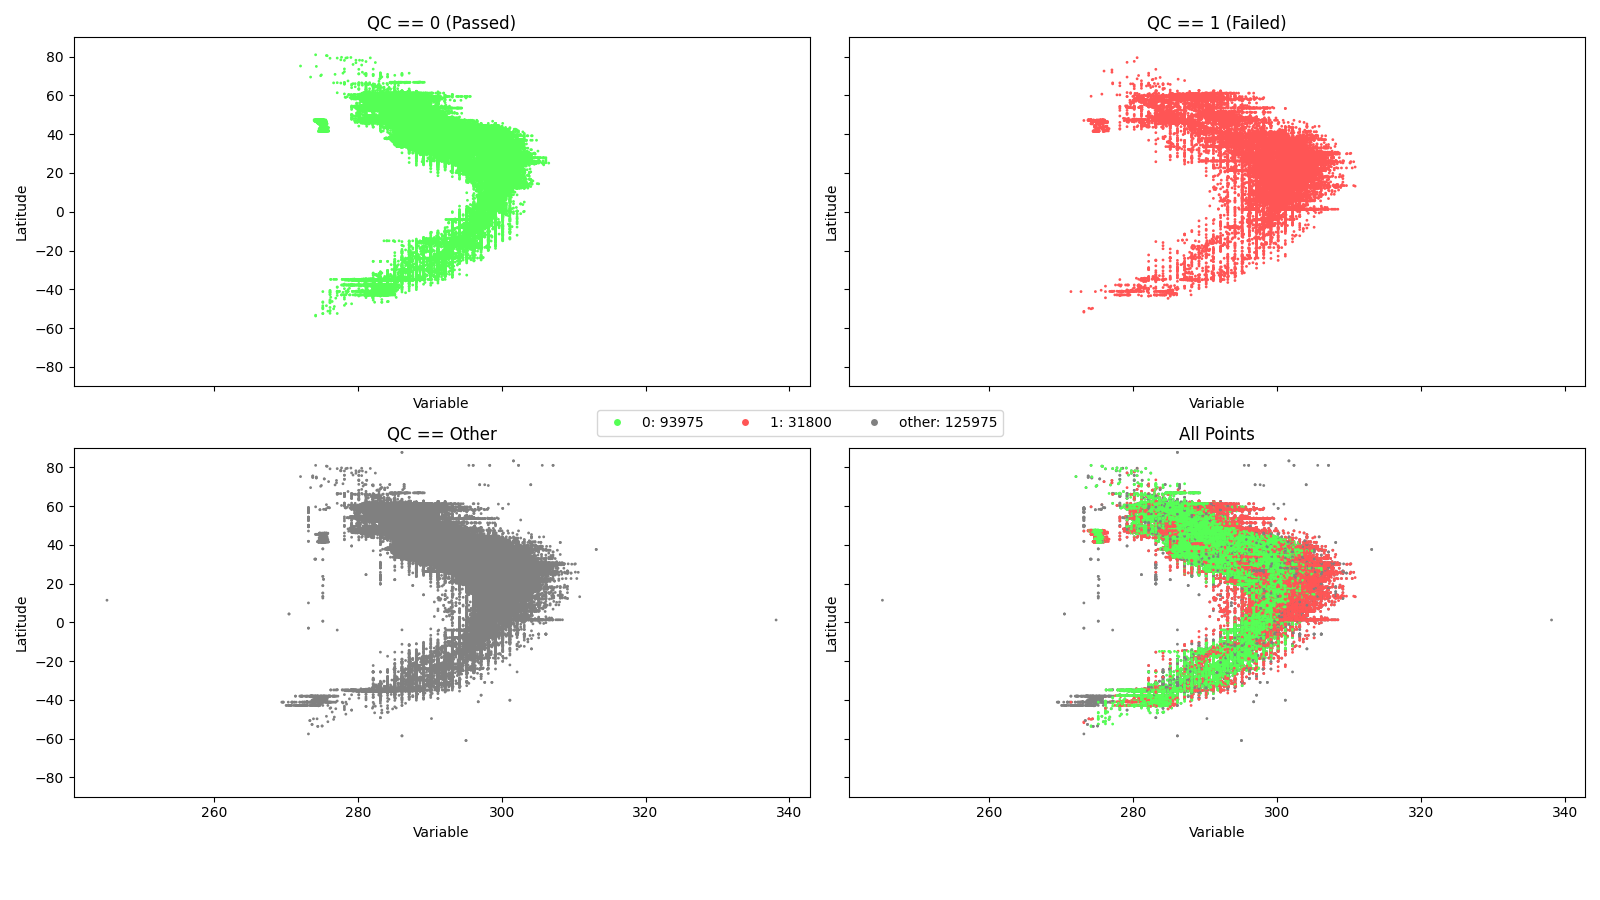 QC == 0 (Passed)
QC == 1 (Failed)
80
60
40
20
0
−20
−40
−60
−80
Latitude
Latitude
Variable
Variable
0: 93975
1: 31800
other: 125975
QC == Other
All Points
80
60
40
20
0
−20
−40
−60
−80
Latitude
Latitude
260
280
300
320
340
260
280
300
320
340
Variable
Variable